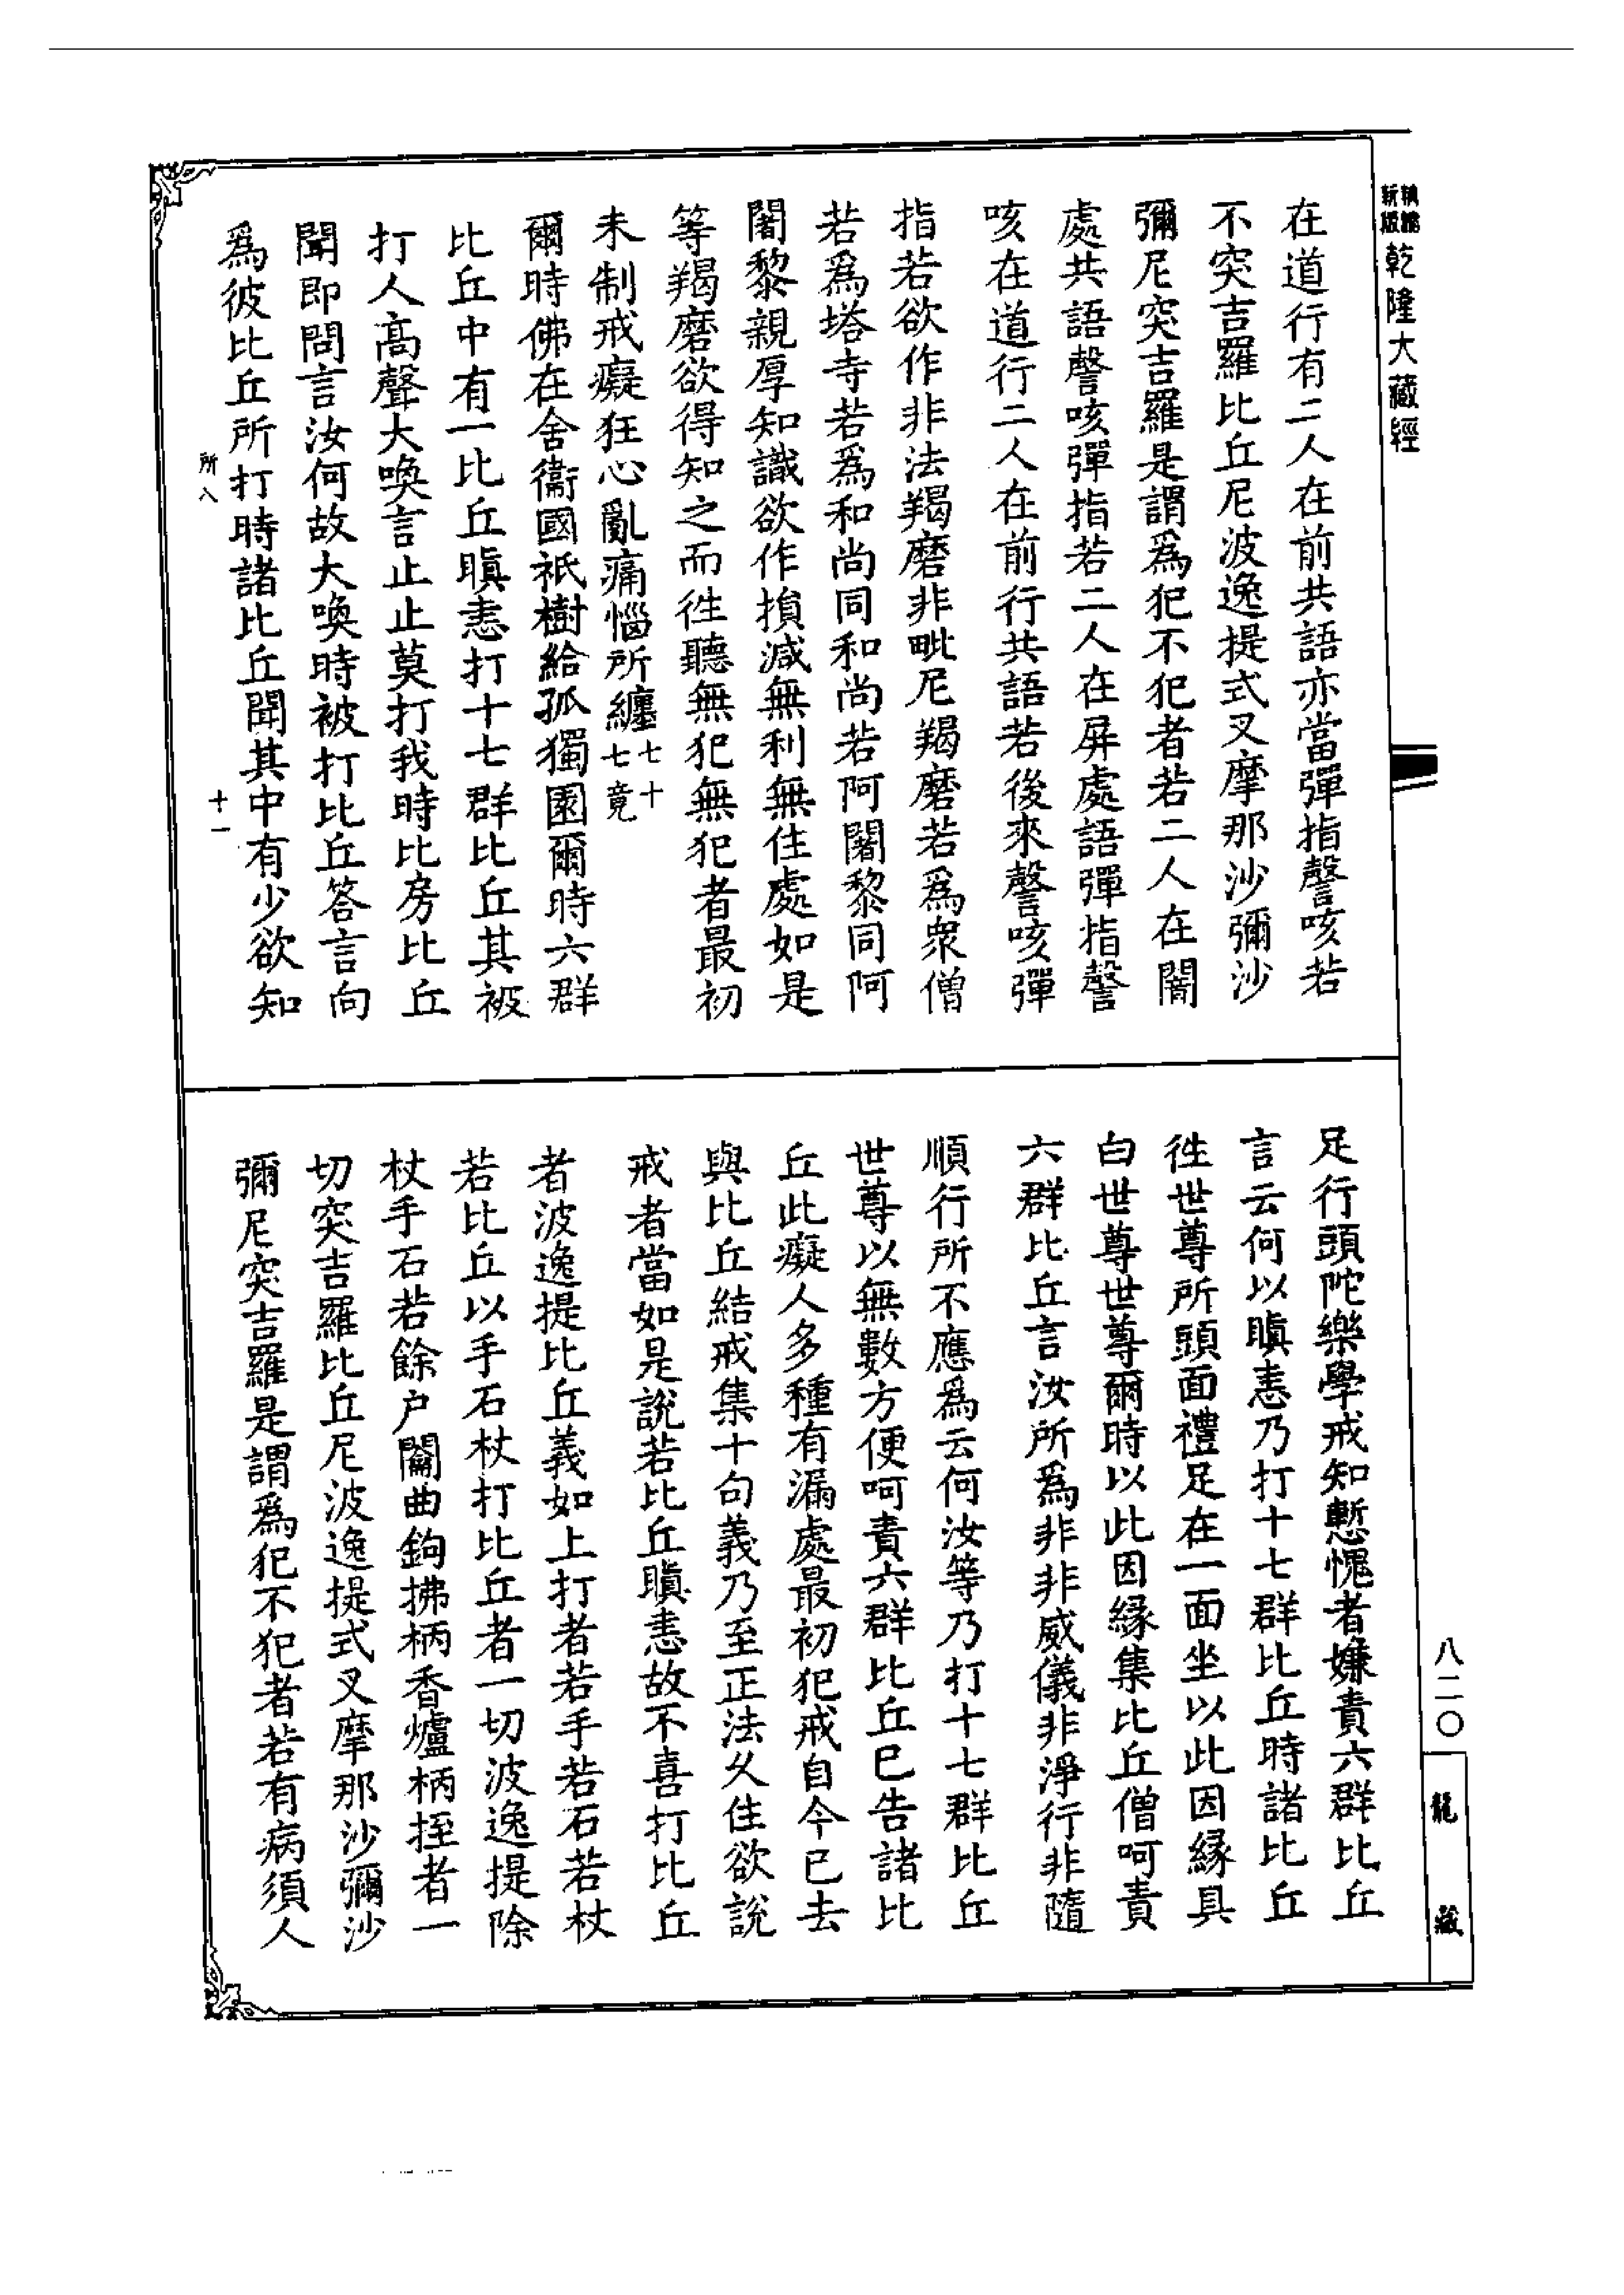 新版精縮乾隆大藏經
在道行有二人在前共語亦當彈指謦咳若
不突吉羅比丘尼波逸提式叉摩那沙彌沙
彌尼突吉羅是謂為犯不犯者若二人在闇
處共語謦咳彈指若二人在屏處語彈指謦
咳在道行二人在前行共語若後來謦咳彈
指若欲作非法羯磨非毗尼羯磨若為眾僧
若為塔寺若為和尚同和尚若阿闍黎同阿
闍黎親厚知識欲作損減無利無住處如是
等羯磨欲得知之而徃聽無犯無犯者最初
未制戒癡狂心亂痛惱所纏七十七竟
爾時佛在舍衞國祇樹給孤獨園爾時六群
比丘中有一比丘瞋恚打十七群比丘其被
打人高聲大喚言止止莫打我時比房比丘
聞即問言汝何故大喚時被打比丘答言向
為彼比丘所打時諸比丘聞其中有少欲知
所八
十一
足行頭陀樂學戒知慙愧者嫌責六群比丘
言云何以瞋恚乃打十七群比丘時諸比丘
徃世尊所頭面禮足在一面坐以此因緣具
白世尊世尊爾時以此因緣集比丘僧呵責
六群比丘言汝所為非非威儀非淨行非隨
順行所不應為云何汝等乃打十七群比丘
世尊以無數方便呵責六群比丘已告諸比
丘此癡人多種有漏處最初犯戒自今已去
與比丘結戒集十句義乃至正法久住欲說
戒者當如是說若比丘瞋恚故不喜打比丘
者波逸提比丘義如上打者若手若石若杖
若比丘以手石杖打比丘者一切波逸提除
杖手石若餘戶闔曲鉤拂柄香爐柄挃者一
切突吉羅比丘尼波逸提式叉摩那沙彌沙
彌尼突吉羅是謂為犯不犯者若有病須人
八二〇
龍藏